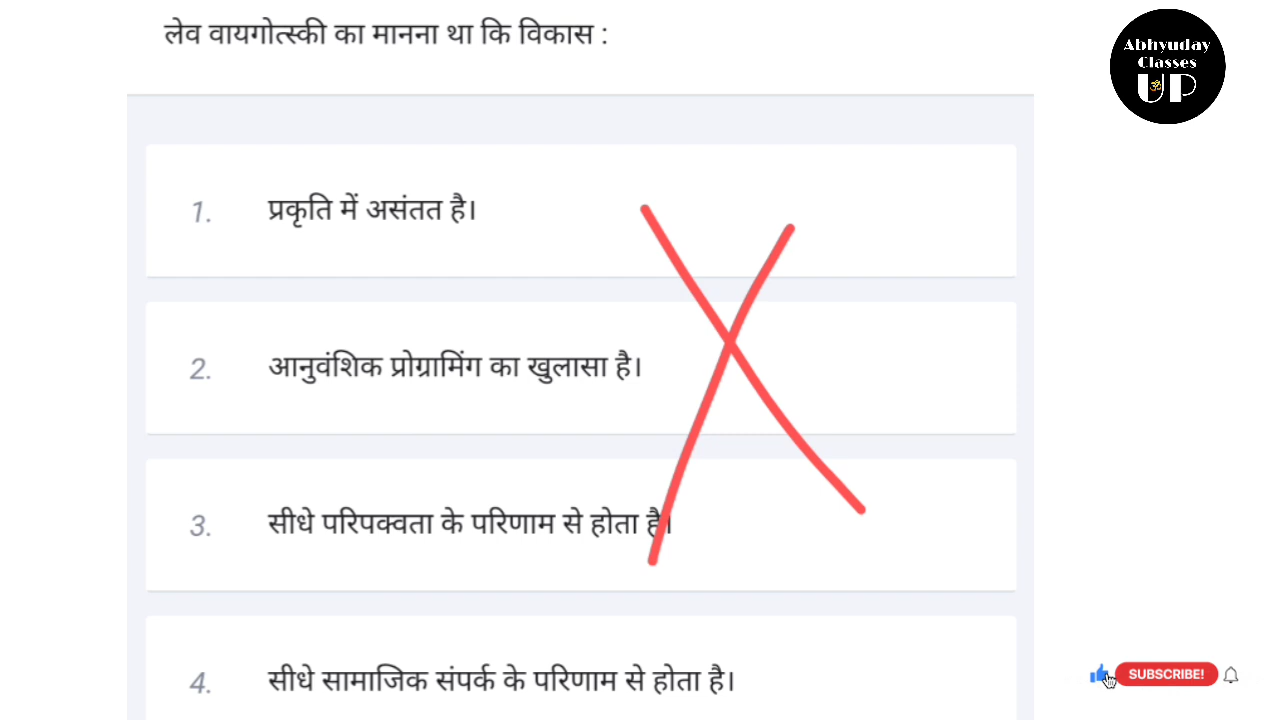 लेव वायगोत्स्की का मानना था कि विकास :
Abhyuday
Classes
UP
1. प्रकृति में असंतत है।
2. आनुवंशिक प्रोग्रामिंग का खुलासा है।
3. सीधे परिपक्वता के परिणाम से होता है।
4. सीधे सामाजिक संपर्क के परिणाम से होता है।
SUBSCRIBE!